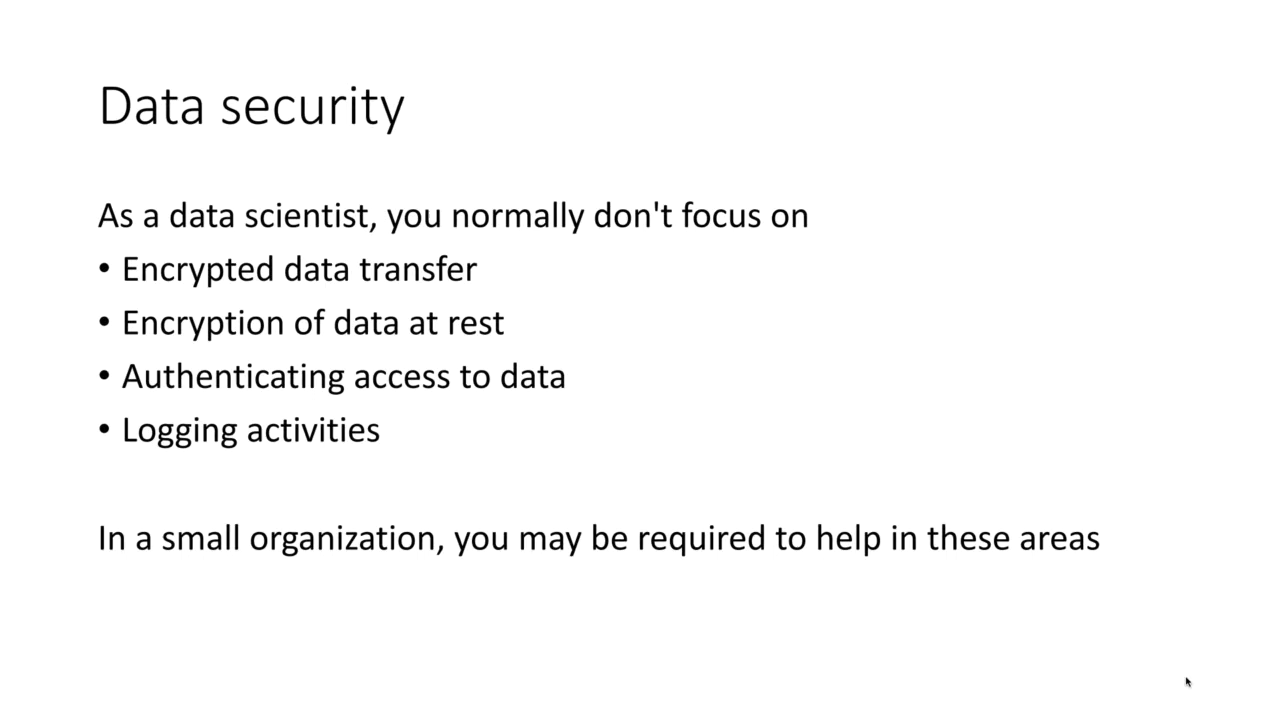 Data security
As a data scientist, you normally don't focus on
• Encrypted data transfer
• Encryption of data at rest
• Authenticating access to data
• Logging activities
In a small organization, you may be required to help in these areas